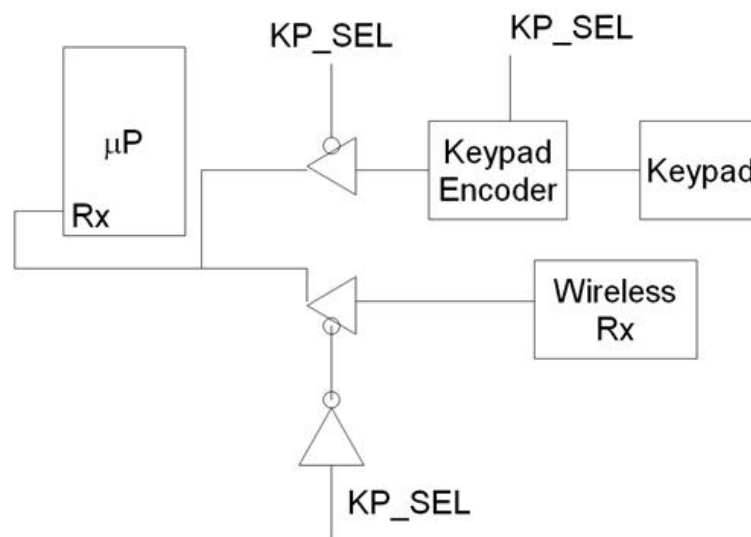 KP_SEL
KP_SEL
μP
Keypad
Encoder
Keypad
Rx
Wireless
Rx
KP_SEL